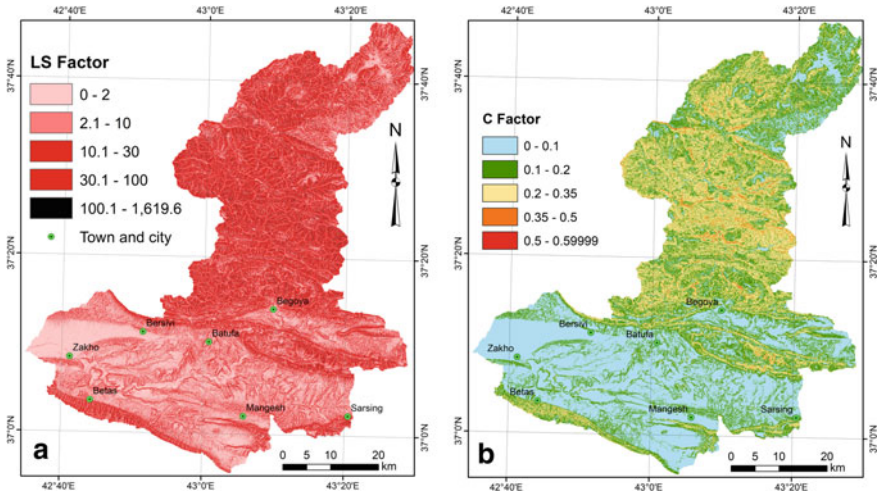 42°40'E 43°0'E 43°20'E
LS Factor
0 - 2
2.1 - 10
10.1 - 30
30.1 - 100
100.1 - 1,619.6
Town and city
N
37°40'N
37°20'N
37°0'N
37°40'N
37°20'N
37°0'N
Begoya
Bersivi
Batufa
Zakho
Betas
Mangesh
Sarsing
a
0 5 10 20
km
42°40'E 43°0'E 43°20'E
42°40'E 43°0'E 43°20'E
C Factor
0 - 0.1
0.1 - 0.2
0.2 - 0.35
0.35 - 0.5
0.5 - 0.59999
N
37°40'N
37°20'N
37°0'N
37°40'N
37°20'N
37°0'N
Begoya
Bersivi
Batufa
Zakho
Betas
Mangesh
Sarsing
b
0 5 10 20
km
42°40'E 43°0'E 43°20'E